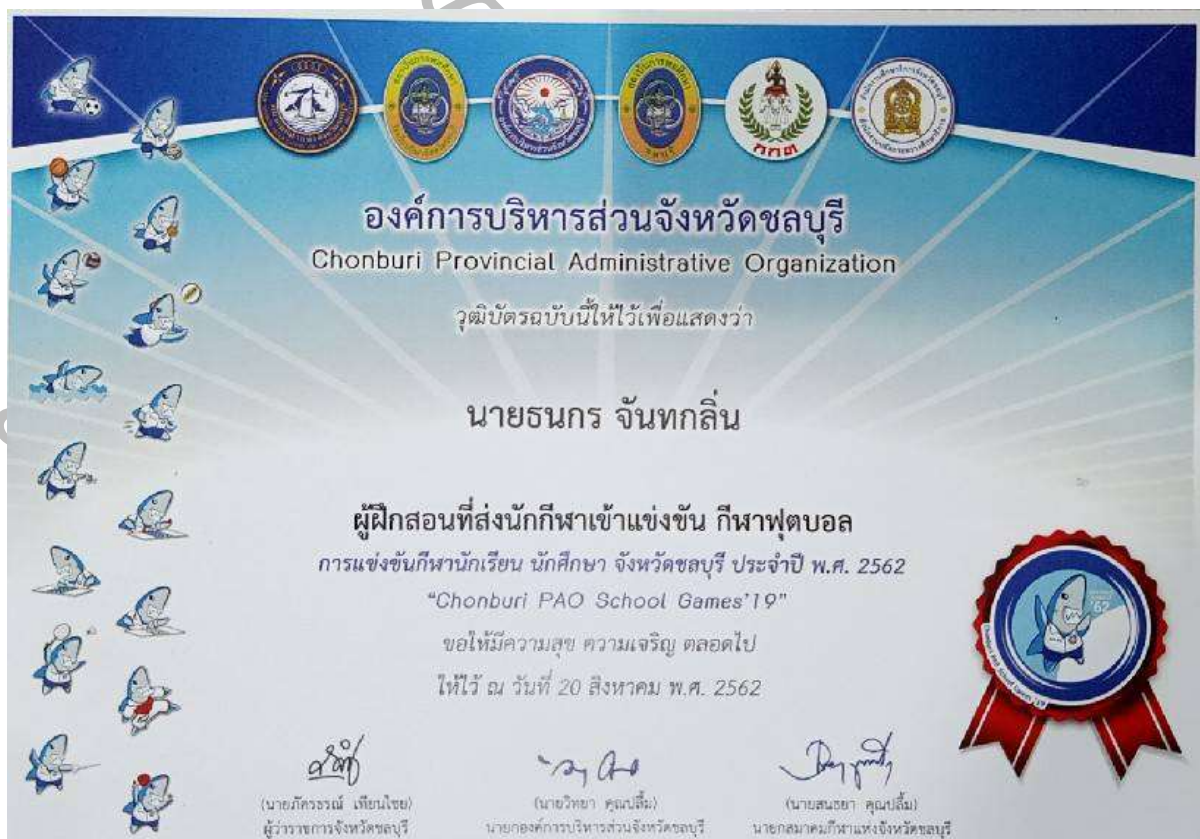 องค์การบริหารส่วนจังหวัดชลบุรี
Chonburi Provincial Administrative Organization
วุฒิบัตรฉบับนี้ให้ไว้เพื่อแสดงว่า
นายธนกร จันทกลิ่น
ผู้ฝึกสอนที่ส่งนักกีฬาเข้าแข่งขัน กีฬาฟุตบอล
การแข่งขันกีฬานักเรียน นักศึกษา จังหวัดชลบุรี ประจำปี พ.ศ. 2562
“Chonburi PAO School Games’19”
ขอให้มีความสุข ความเจริญ ตลอดไป
ให้ไว้ ณ วันที่ 20 สิงหาคม พ.ศ. 2562
'62
Chonburi PAO School Games '19
(นายภัครธรณ์ เทียนไชย)
ผู้ว่าราชการจังหวัดชลบุรี
(นายวิทยา คุณปลื้ม)
นายกองค์การบริหารส่วนจังหวัดชลบุรี
(นายสนธยา คุณปลื้ม)
นายกสมาคมกีฬาแห่งจังหวัดชลบุรี